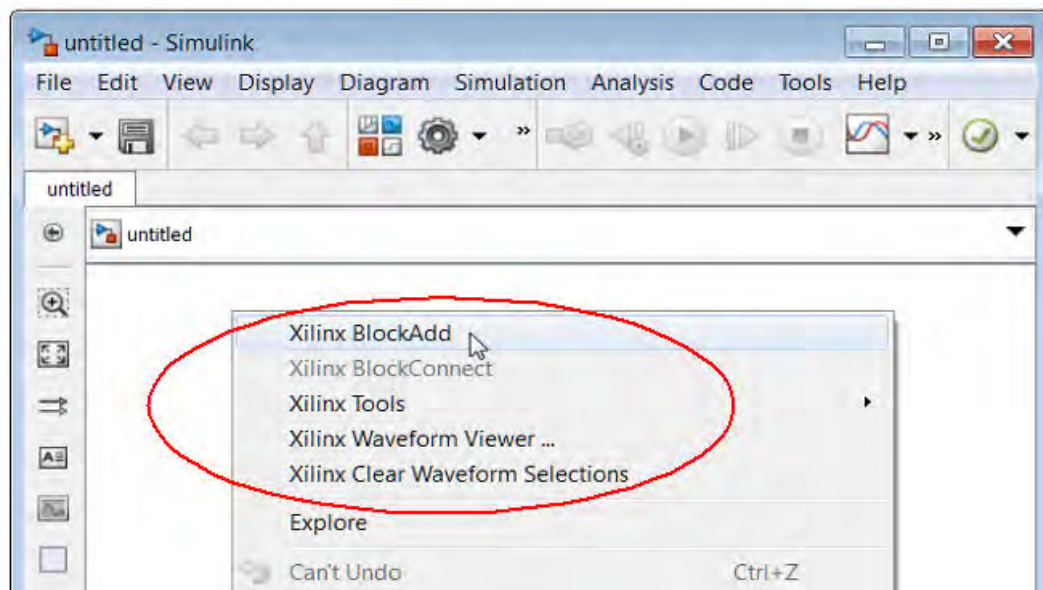 untitled - Simulink
File Edit View Display Diagram Simulation Analysis Code Tools Help
» »
untitled
untitled
Xilinx BlockAdd
Xilinx BlockConnect
Xilinx Tools
Xilinx Waveform Viewer ...
Xilinx Clear Waveform Selections
Explore
Can't Undo Ctrl+Z